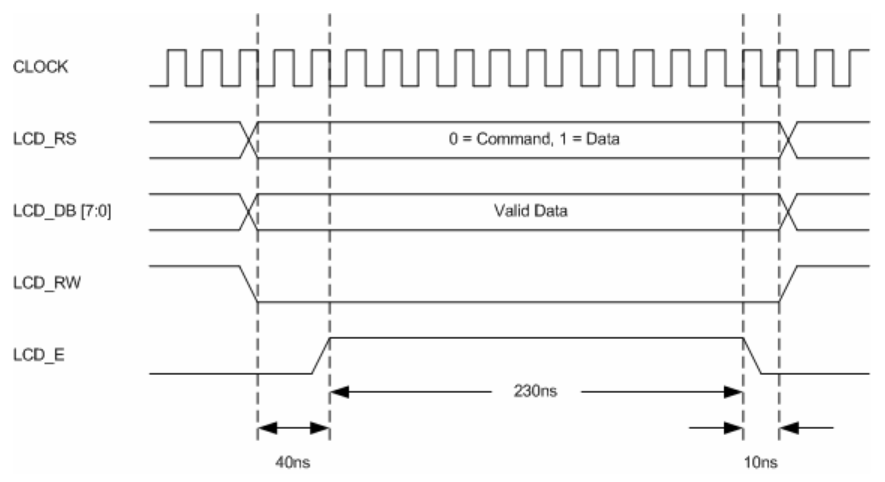 CLOCK
LCD_RS
0 = Command, 1 = Data
LCD_DB [7:0]
Valid Data
LCD_RW
LCD_E
230ns
40ns
10ns